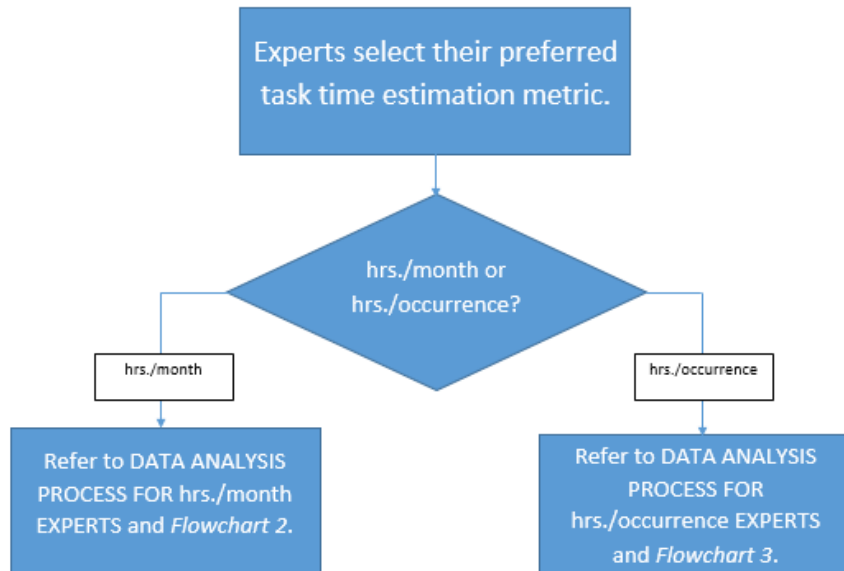 Experts select their preferred
task time estimation metric.
hrs./month or
hrs./occurrence?
hrs./month
hrs./occurrence
Refer to DATA ANALYSIS
PROCESS FOR hrs./month
EXPERTS and Flowchart 2.
Refer to DATA ANALYSIS
PROCESS FOR
hrs./occurrence EXPERTS
and Flowchart 3.